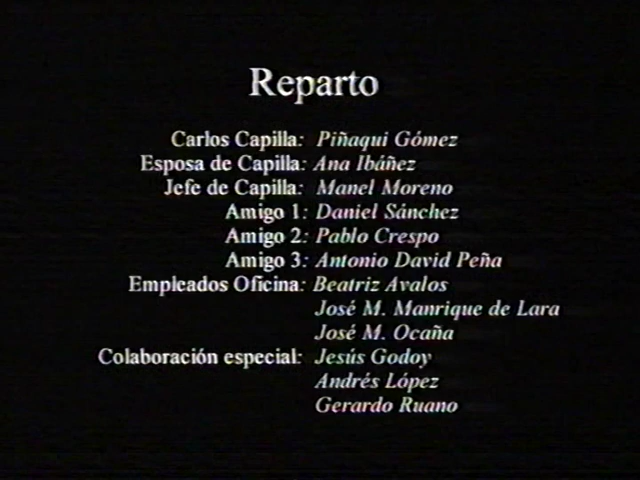 Reparto
Carlos Capilla: Piñaqui Gómez
Esposa de Capilla: Ana Ibáñez
Jefe de Capilla: Manel Moreno
Amigo 1: Daniel Sánchez
Amigo 2: Pablo Crespo
Amigo 3: Antonio David Peña
Empleados Oficina: Beatriz Avalos
José M. Manrique de Lara
José M. Ocaña
Colaboración especial: Jesús Godoy
Andrés López
Gerardo Ruano